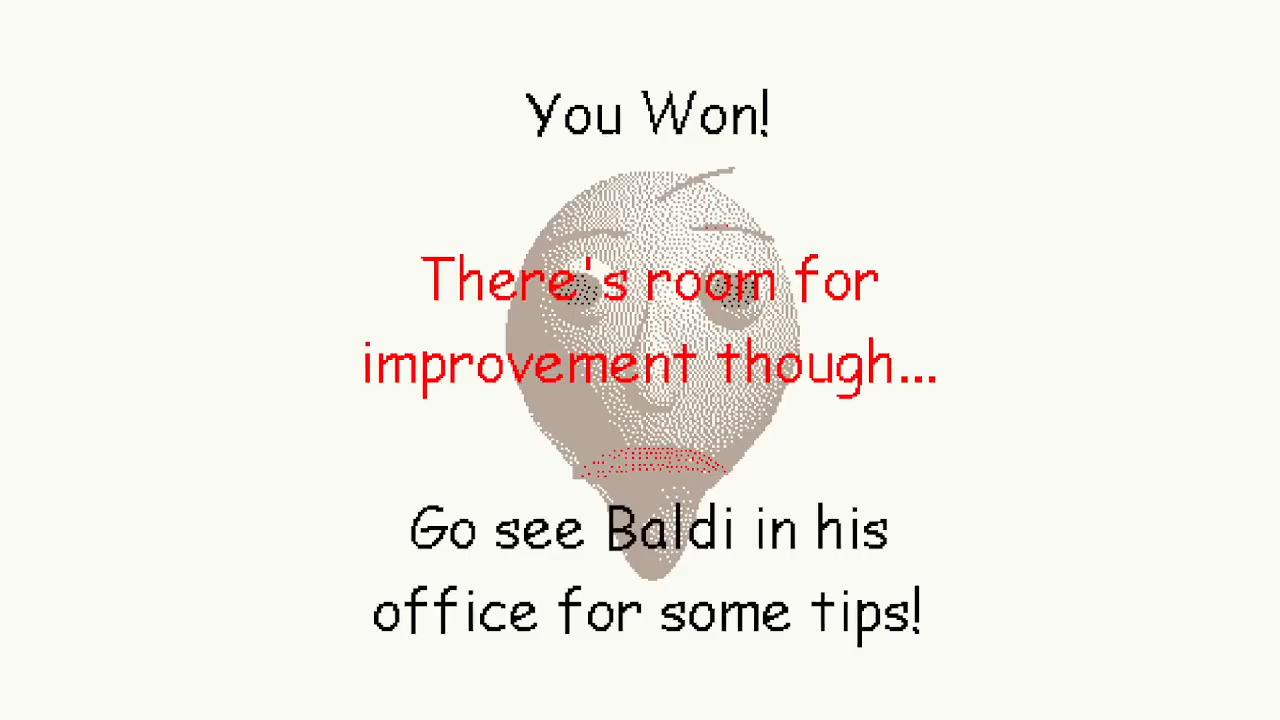 You Won!
There's room for
improvement though...
Go see Baldi in his
office for some tips!